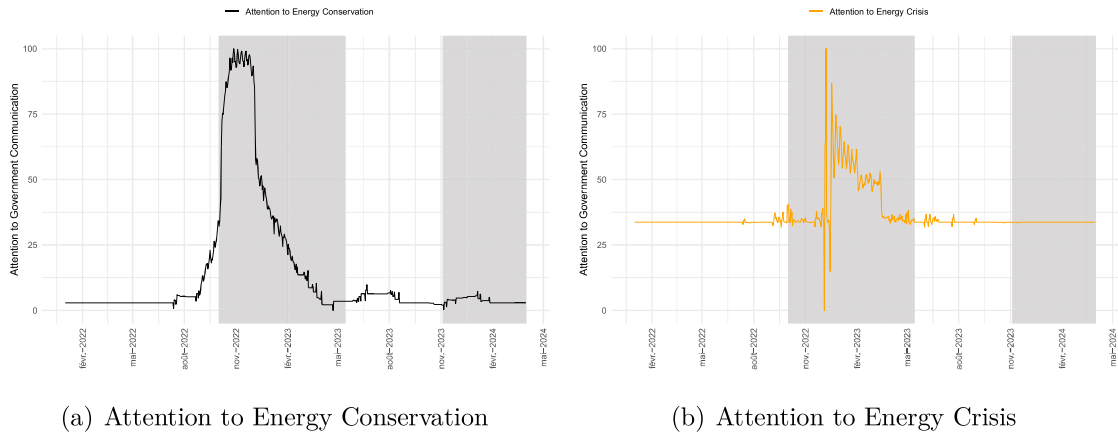 Attention to Energy Conservation
Attention to Government Communication
100
75
50
25
0
févr.−2022
mai−2022
août−2022
nov.−2022
févr.−2023
mai−2023
août−2023
nov.−2023
févr.−2024
mai−2024
(a) Attention to Energy Conservation
Attention to Energy Crisis
Attention to Government Communication
100
75
50
25
0
févr.−2022
mai−2022
août−2022
nov.−2022
févr.−2023
mai−2023
août−2023
nov.−2023
févr.−2024
mai−2024
(b) Attention to Energy Crisis